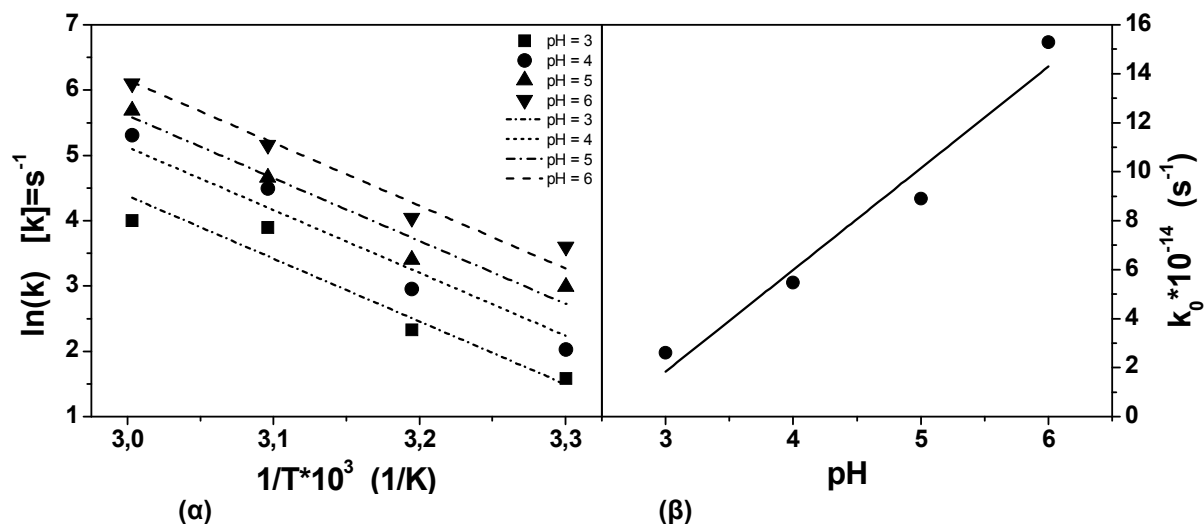 7
6
5
4
3
2
1
ln(k) [k]=s⁻¹
3,0
3,1
3,2
3,3
1/T*10³ (1/K)
(α)
pH = 3
pH = 4
pH = 5
pH = 6
pH = 3
pH = 4
pH = 5
pH = 6
16
14
12
10
8
6
4
2
0
k₀*10⁻¹⁴ (s⁻¹)
3
4
5
6
pH
(β)